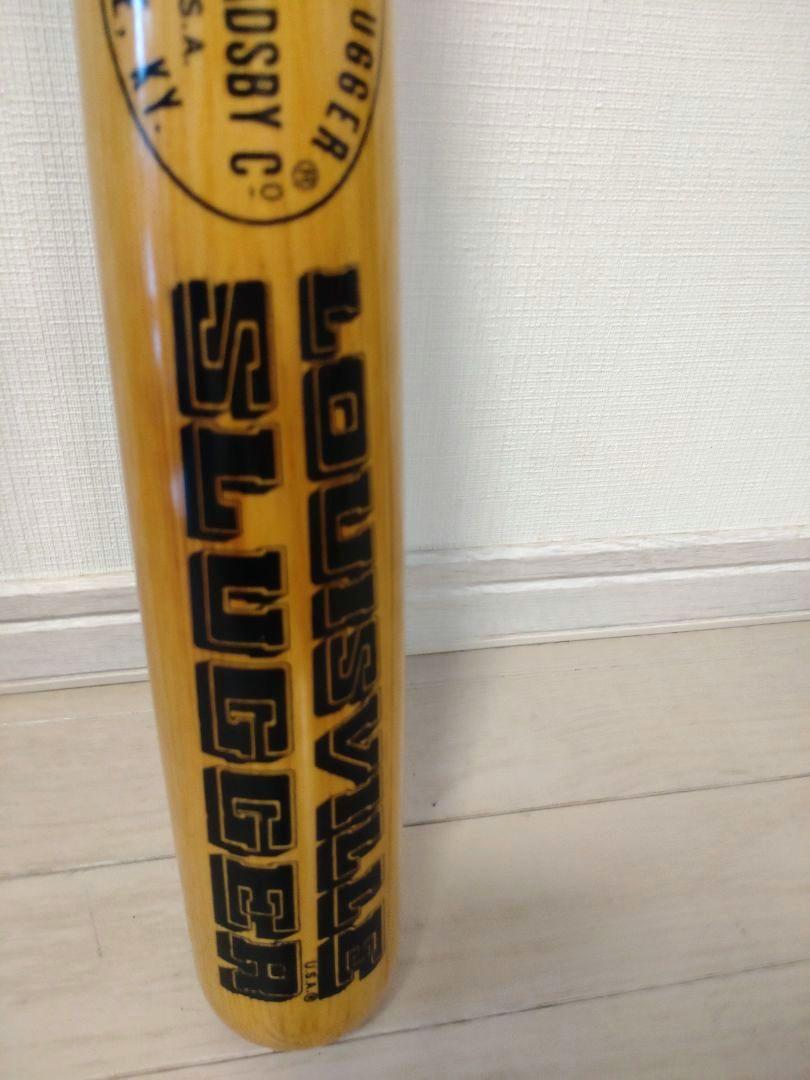 UGGER®
DSBY Cº
S.A.
E, KY.
LOUISVILLE
SLUGGER
U.S.A.®